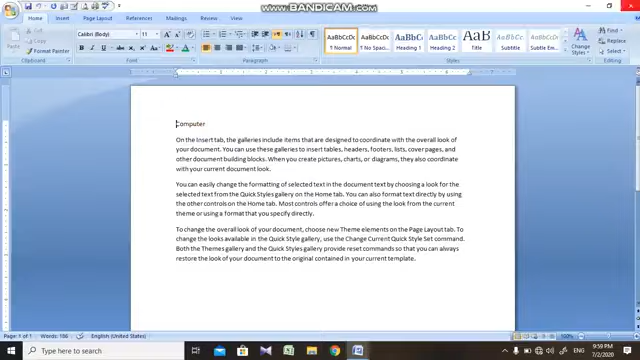 www.BANDICAM.com
Home Insert Page Layout References Mailings Review View
Cut
Copy
Format Painter
Calibri (Body) 11
AaBbCcDc AaBbCcDc AaBbC AaBbCc AaB AaBbCc. AaBbCcDc
¶ Normal ¶ No Spaci... Heading 1 Heading 2 Title Subtitle Subtle Em...
Change Styles
Find
Replace
Select
Clipboard Font Paragraph Styles Editing
Computer
On the Insert tab, the galleries include items that are designed to coordinate with the overall look of
your document. You can use these galleries to insert tables, headers, footers, lists, cover pages, and
other document building blocks. When you create pictures, charts, or diagrams, they also coordinate
with your current document look.
You can easily change the formatting of selected text in the document text by choosing a look for the
selected text from the Quick Styles gallery on the Home tab. You can also format text directly by using
the other controls on the Home tab. Most controls offer a choice of using the look from the current
theme or using a format that you specify directly.
To change the overall look of your document, choose new Theme elements on the Page Layout tab. To
change the looks available in the Quick Style gallery, use the Change Current Quick Style Set command.
Both the Themes gallery and the Quick Styles gallery provide reset commands so that you can always
restore the look of your document to the original contained in your current template.
Page: 1 of 1 Words: 186 English (United States) 100%
Type here to search
ENG
9:59 PM
7/2/2020